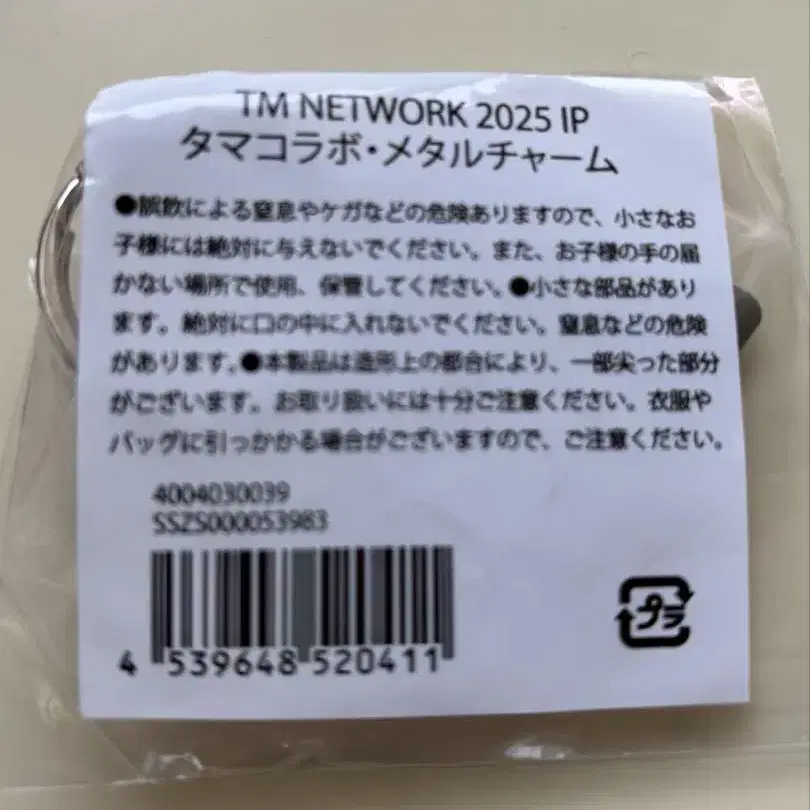 TM NETWORK 2025 IP
タマコラボ・メタルチャーム
●誤飲による窒息やケガなどの危険ありますので、小さなお
子様には絶対に与えないでください。また、お子様の手の届
かない場所で使用、保管してください。●小さな部品があり
ます。絶対に口の中に入れないでください。窒息などの危険
があります。●本製品は造形上の都合により、一部尖った部分
がございます。お取り扱いには十分ご注意ください。衣服や
バッグに引っかかる場合がございますので、ご注意ください。
4004030039
SSZS000053983
4 539648 520411
プラ